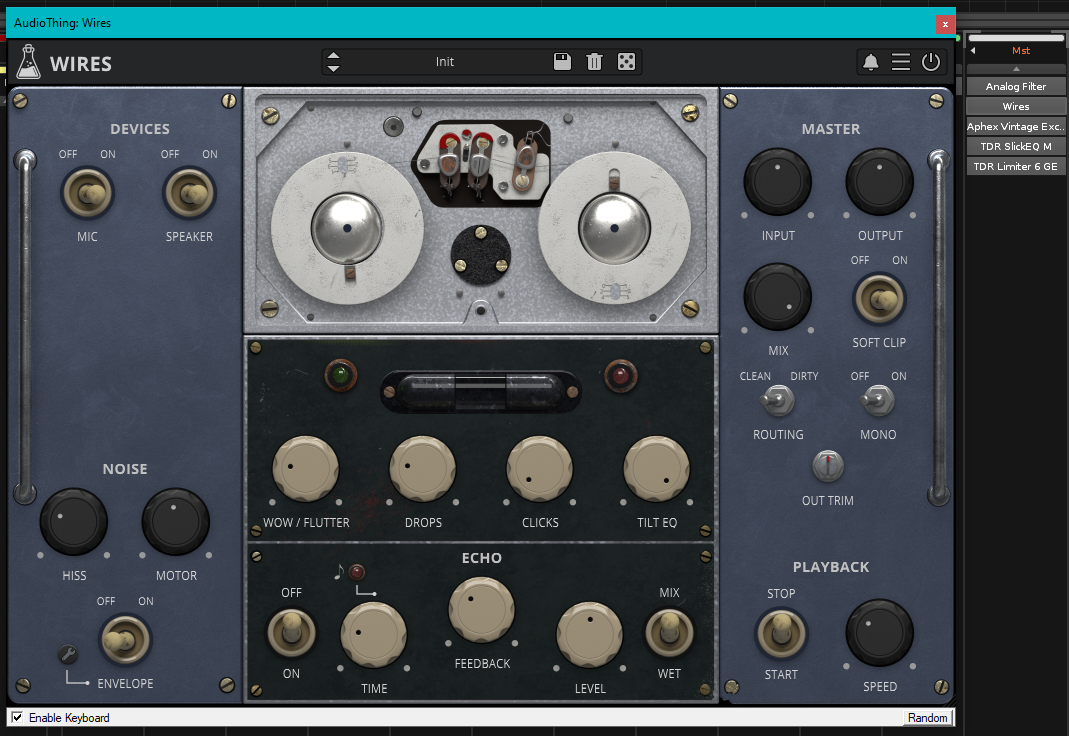 AudioThing: Wires
x
WIRES
Init
Mst
Analog Filter
Wires
Aphex Vintage Exc..
TDR SlickEQ M
TDR Limiter 6 GE
DEVICES
OFF ON OFF ON
MIC SPEAKER
NOISE
HISS MOTOR
OFF ON
ENVELOPE
WOW / FLUTTER DROPS CLICKS TILT EQ
ECHO
OFF MIX
ON FEEDBACK WET
TIME LEVEL
MASTER
INPUT OUTPUT
OFF ON
MIX SOFT CLIP
CLEAN DIRTY OFF ON
ROUTING MONO
OUT TRIM
PLAYBACK
STOP
START SPEED
Enable Keyboard Random